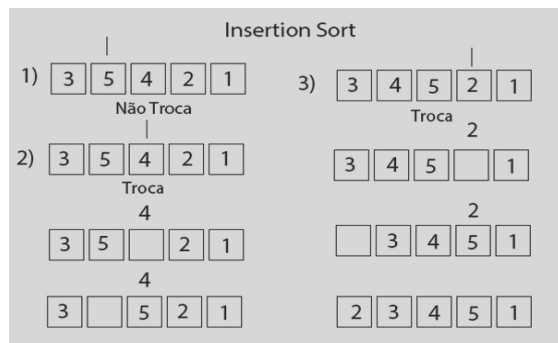 Insertion Sort
1) 3 5 4 2 1
Não Troca
2) 3 5 4 2 1
Troca
4
3 5 2 1
4
3 5 2 1
3) 3 4 5 2 1
Troca
2
3 4 5 1
2
3 4 5 1
2 3 4 5 1